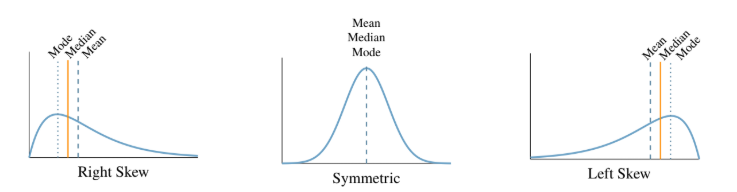 Mode
Median
Mean
Right Skew
Mean
Median
Mode
Symmetric
Mean
Median
Mode
Left Skew